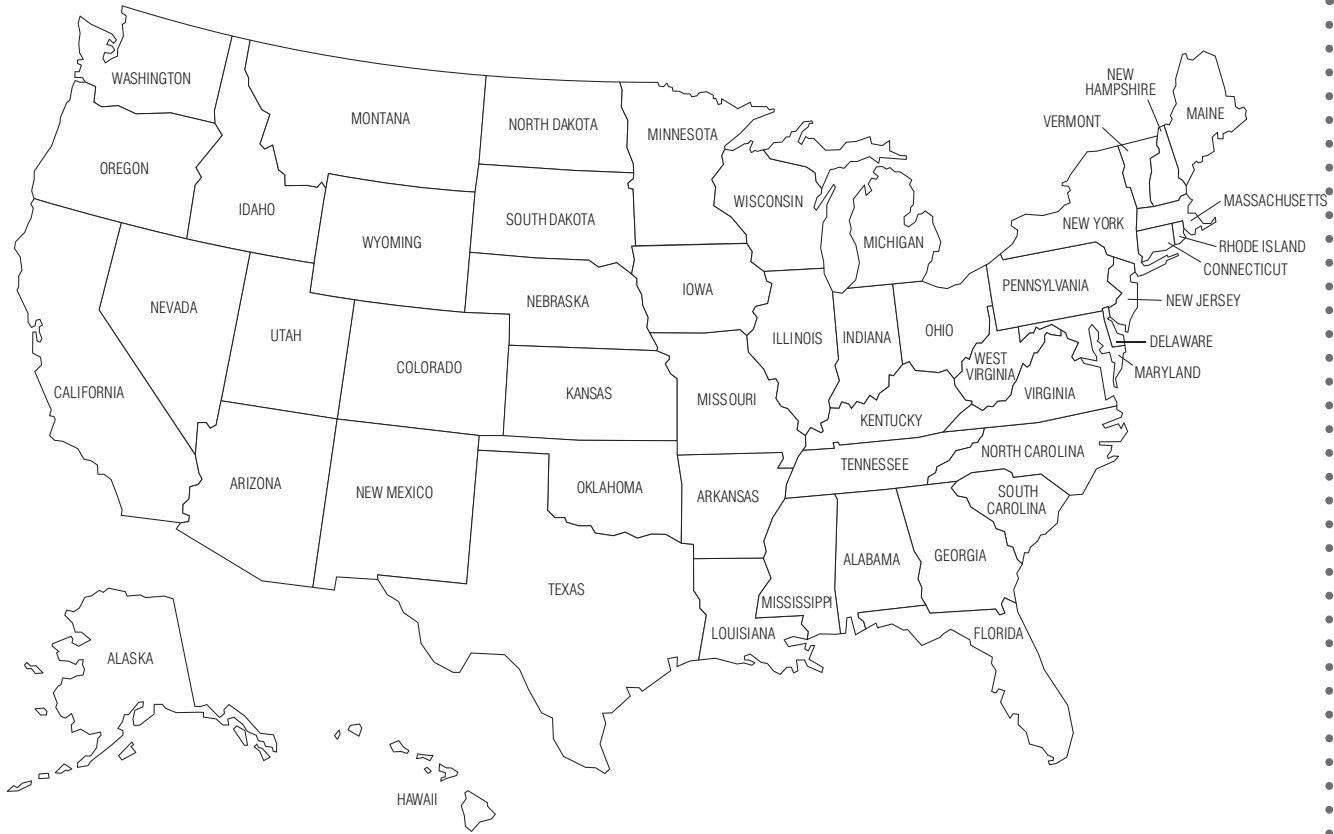 WASHINGTON
OREGON
CALIFORNIA
NEVADA
IDAHO
MONTANA
WYOMING
UTAH
COLORADO
ARIZONA
NEW MEXICO
NORTH DAKOTA
SOUTH DAKOTA
NEBRASKA
KANSAS
OKLAHOMA
TEXAS
MINNESOTA
IOWA
MISSOURI
ARKANSAS
LOUISIANA
WISCONSIN
ILLINOIS
MICHIGAN
INDIANA
OHIO
KENTUCKY
TENNESSEE
MISSISSIPPI
ALABAMA
GEORGIA
FLORIDA
SOUTH
CAROLINA
NORTH CAROLINA
VIRGINIA
WEST
VIRGINIA
PENNSYLVANIA
NEW YORK
VERMONT
NEW
HAMPSHIRE
MAINE
MASSACHUSETTS
RHODE ISLAND
CONNECTICUT
NEW JERSEY
DELAWARE
MARYLAND
ALASKA
HAWAII